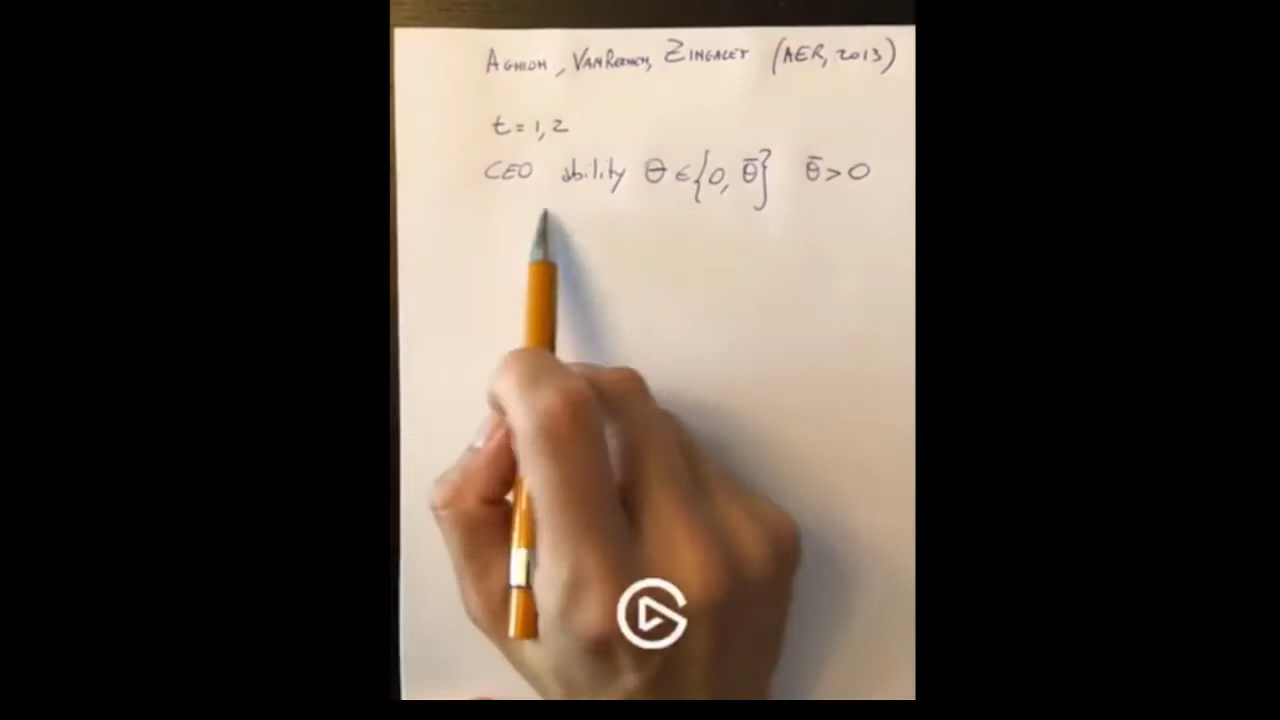 AGHION, VANREENEN, ZINGALES (AER, 2013)
t = 1, 2
CEO ability θ ∈ {0, θ̄} θ̄ > 0